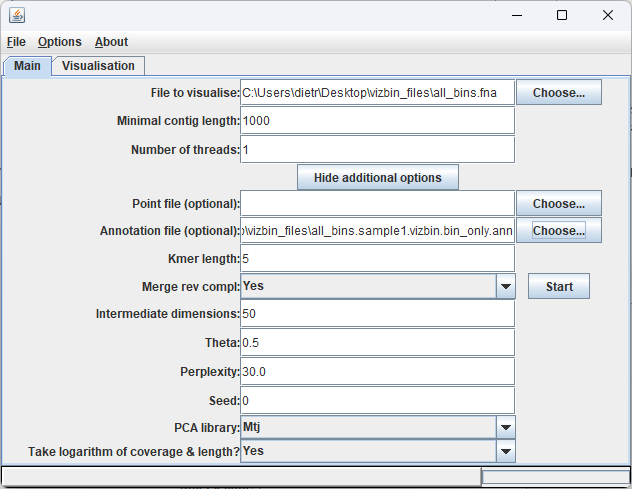 File Options About
Main Visualisation
File to visualise: C:\Users\dietr\Desktop\vizbin_files\all_bins.fna Choose...
Minimal contig length: 1000
Number of threads: 1
Hide additional options
Point file (optional): Choose...
Annotation file (optional): o\vizbin_files\all_bins.sample1.vizbin.bin_only.ann Choose...
Kmer length: 5
Merge rev compl: Yes Start
Intermediate dimensions: 50
Theta: 0.5
Perplexity: 30.0
Seed: 0
PCA library: Mtj
Take logarithm of coverage & length? Yes